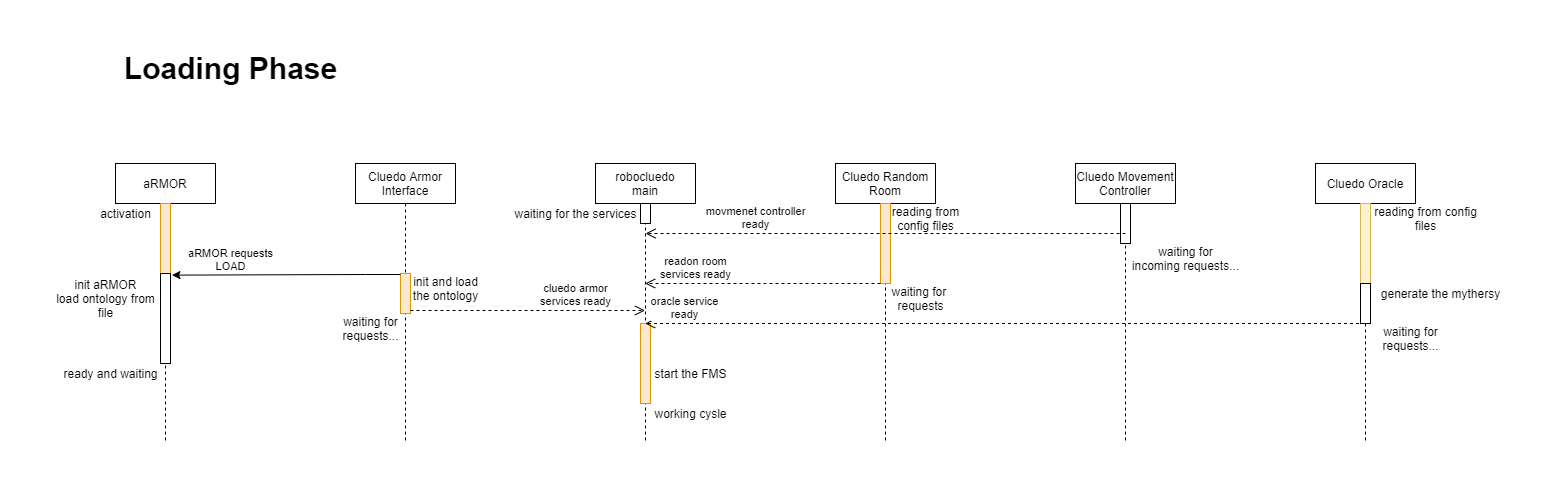 Loading Phase
aRMOR
Cluedo Armor
Interface
robocluedo
main
Cluedo Random
Room
Cluedo Movement
Controller
Cluedo Oracle
activation
waiting for the services
movmenet controller
ready
reading from
config files
reading from config
files
aRMOR requests
LOAD
waiting for
incoming requests...
readon room
services ready
init aRMOR
load ontology from
file
init and load
the ontology
cluedo armor
services ready
oracle service
ready
waiting for
requests
generate the mythersy
waiting for
requests...
waiting for
requests...
ready and waiting
start the FMS
working cysle